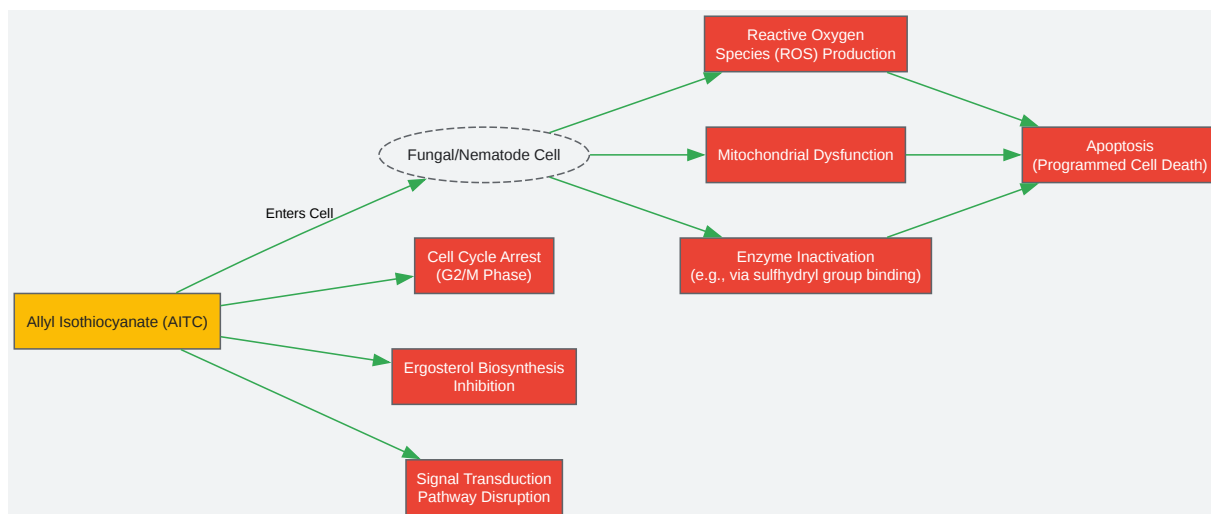 Reactive Oxygen
Species (ROS) Production
Fungal/Nematode Cell
Mitochondrial Dysfunction
Apoptosis
(Programmed Cell Death)
Enters Cell
Cell Cycle Arrest
(G2/M Phase)
Enzyme Inactivation
(e.g., via sulfhydryl group binding)
Allyl Isothiocyanate (AITC)
Ergosterol Biosynthesis
Inhibition
Signal Transduction
Pathway Disruption